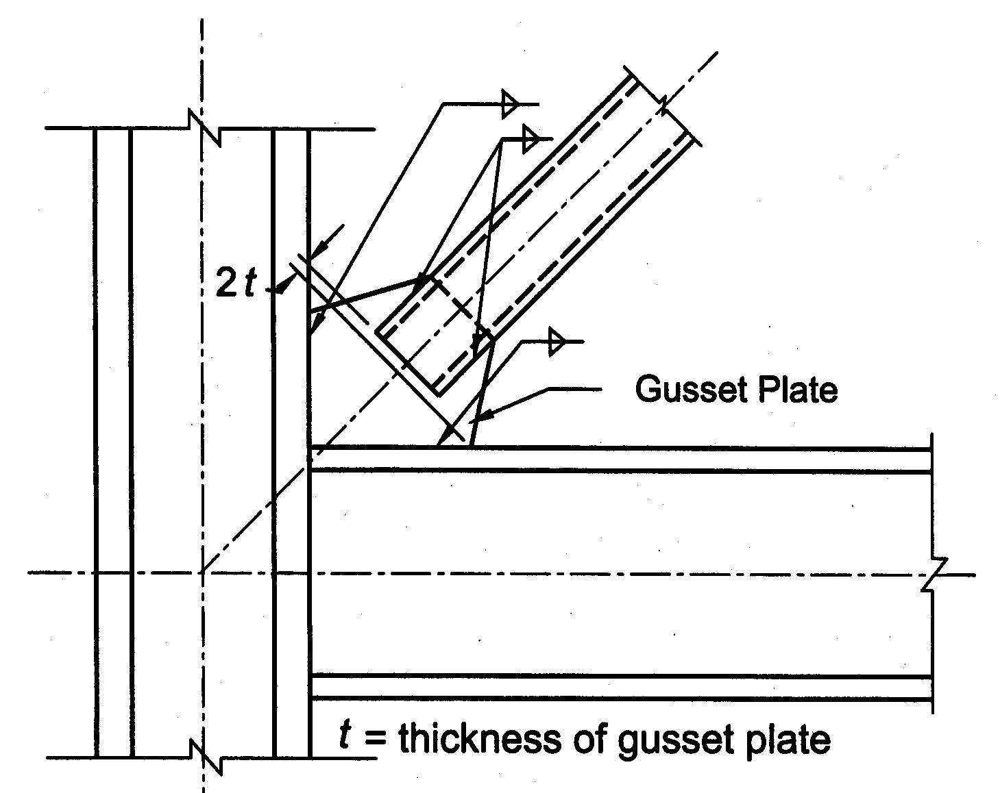 2t
Gusset Plate
t = thickness of gusset plate